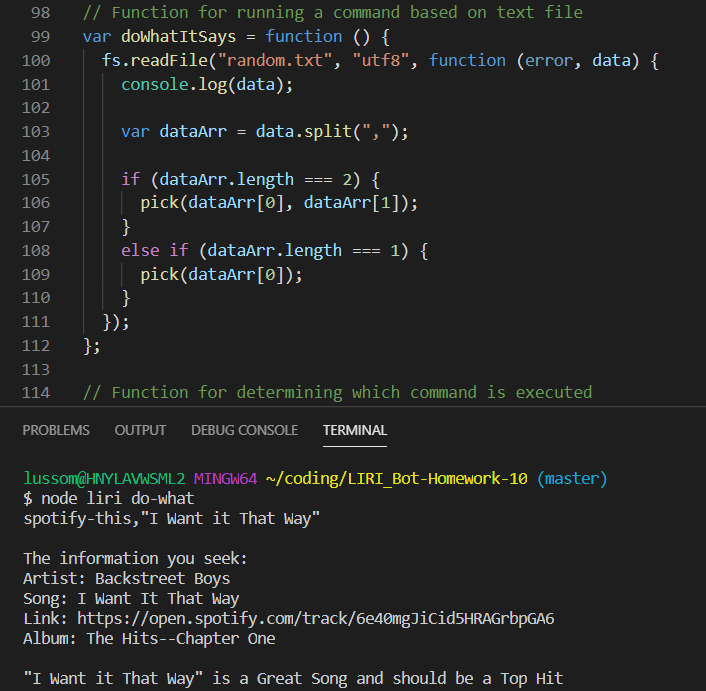 98 // Function for running a command based on text file
99 var doWhatItSays = function () {
100 fs.readFile("random.txt", "utf8", function (error, data) {
101 console.log(data);
102
103 var dataArr = data.split(",");
104
105 if (dataArr.length === 2) {
106 pick(dataArr[0], dataArr[1]);
107 }
108 else if (dataArr.length === 1) {
109 pick(dataArr[0]);
110 }
111 });
112 };
113
114 // Function for determining which command is executed
PROBLEMS OUTPUT DEBUG CONSOLE TERMINAL
lussom@HNYLAVWSML2 MINGW64 ~/coding/LIRI_Bot-Homework-10 (master)
$ node liri do-what
spotify-this,"I Want it That Way"
The information you seek:
Artist: Backstreet Boys
Song: I Want It That Way
Link: https://open.spotify.com/track/6e40mgJiCid5HRAGrbpGA6
Album: The Hits--Chapter One
"I Want it That Way" is a Great Song and should be a Top Hit